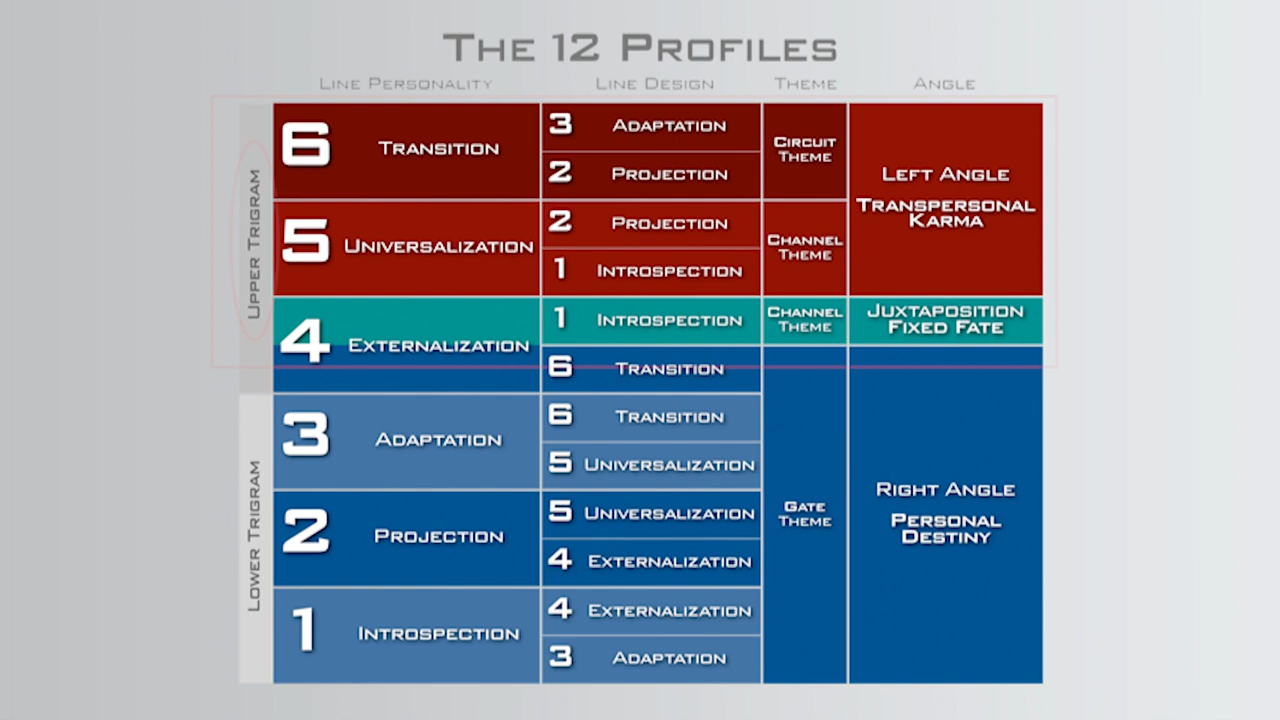 THE 12 PROFILES
LINE PERSONALITY LINE DESIGN THEME ANGLE
UPPER TRIGRAM
6 TRANSITION
3 ADAPTATION
2 PROJECTION
CIRCUIT
THEME
LEFT ANGLE
TRANSPERSONAL
KARMA
5 UNIVERSALIZATION
2 PROJECTION
1 INTROSPECTION
CHANNEL
THEME
4 EXTERNALIZATION
1 INTROSPECTION
CHANNEL
THEME
JUXTAPOSITION
FIXED FATE
6 TRANSITION
LOWER TRIGRAM
3 ADAPTATION
6 TRANSITION
5 UNIVERSALIZATION
GATE
THEME
RIGHT ANGLE
PERSONAL
DESTINY
2 PROJECTION
5 UNIVERSALIZATION
4 EXTERNALIZATION
1 INTROSPECTION
4 EXTERNALIZATION
3 ADAPTATION